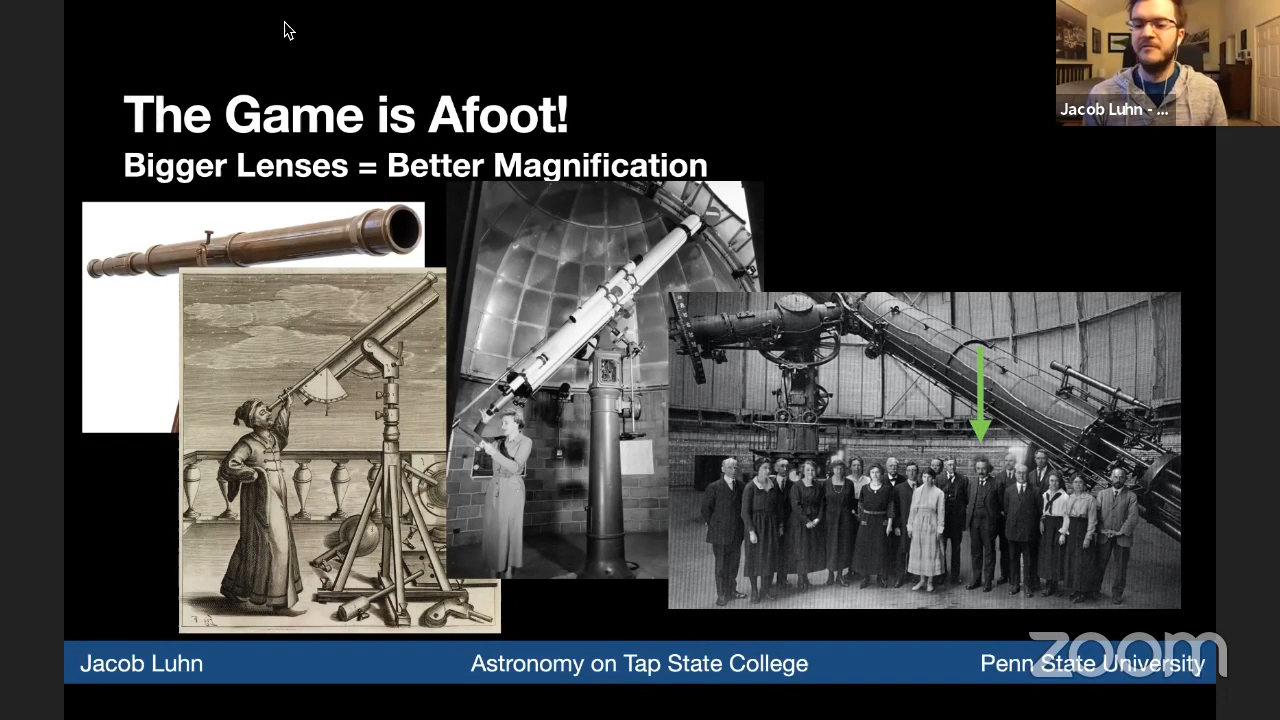 The Game is Afoot!
Bigger Lenses = Better Magnification
Jacob Luhn - ...
Jacob Luhn
Astronomy on Tap State College
Penn State University
zoom